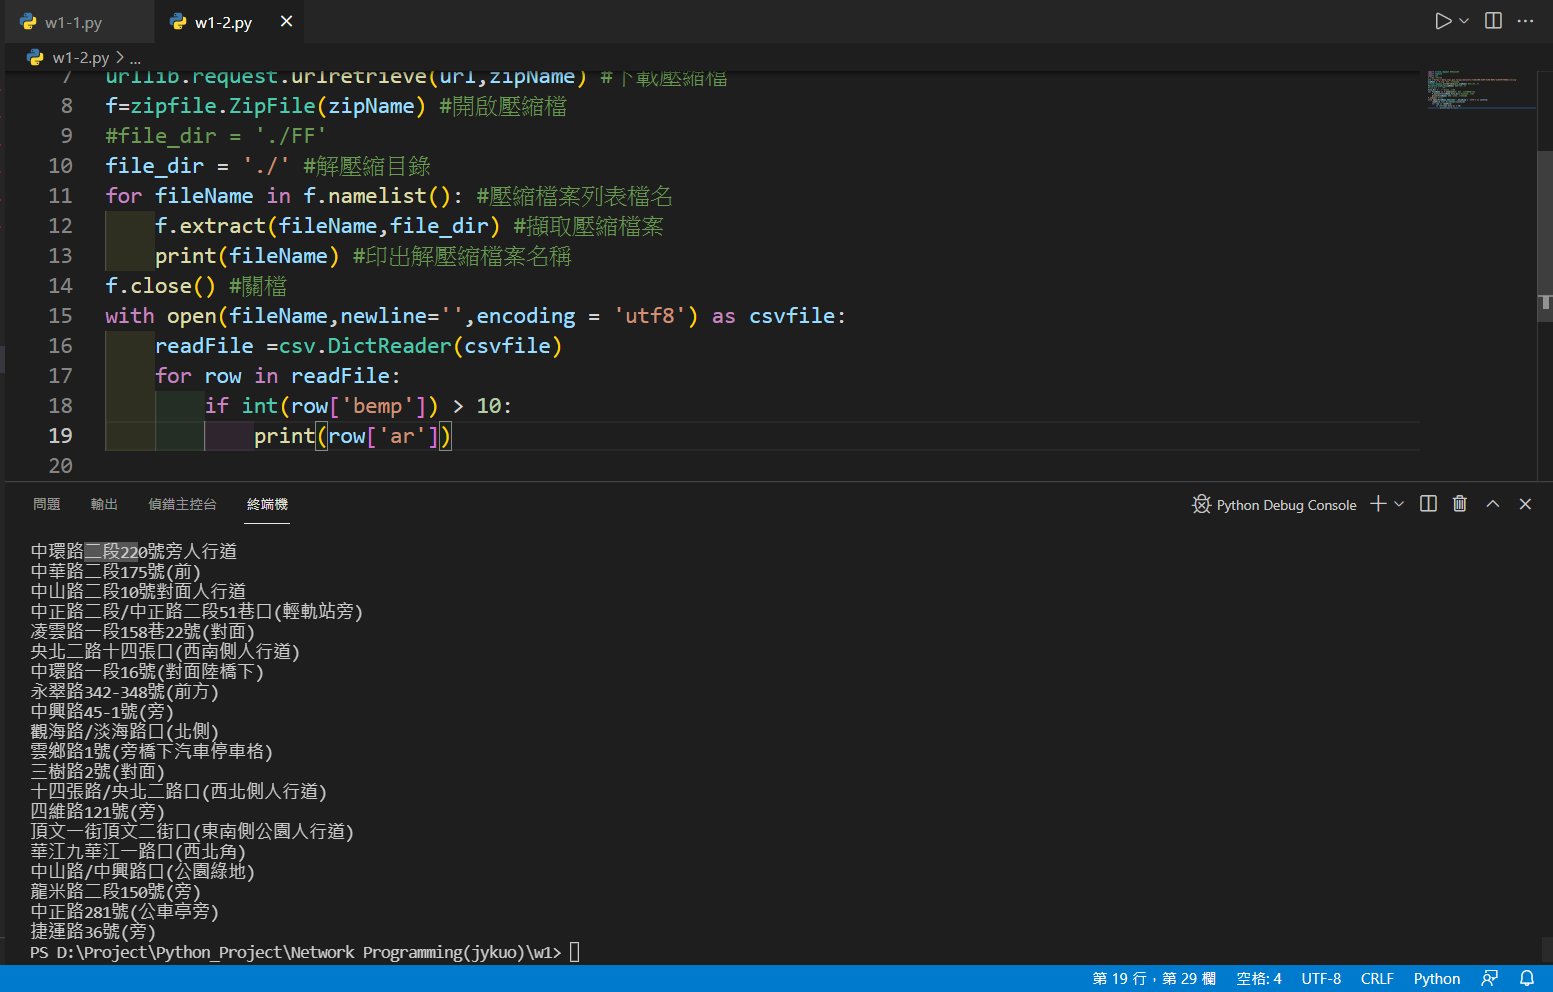 w1-1.py
w1-2.py
w1-2.py > ...
7 urllib.request.urlretrieve(url,zipName) #下載壓縮檔
8 f=zipfile.ZipFile(zipName) #開啟壓縮檔
9 #file_dir = './FF'
10 file_dir = './' #解壓縮目錄
11 for fileName in f.namelist(): #壓縮檔案列表檔名
12 f.extract(fileName,file_dir) #擷取壓縮檔案
13 print(fileName) #印出解壓縮檔案名稱
14 f.close() #關檔
15 with open(fileName,newline='',encoding = 'utf8') as csvfile:
16 readFile =csv.DictReader(csvfile)
17 for row in readFile:
18 if int(row['bemp']) > 10:
19 print(row['ar'])
20
問題 輸出 偵錯主控台 終端機
Python Debug Console
中環路二段220號旁人行道
中華路二段175號(前)
中山路二段10號對面人行道
中正路二段/中正路二段51巷口(輕軌站旁)
凌雲路一段158巷22號(對面)
央北二路十四張口(西南側人行道)
中環路一段16號(對面陸橋下)
永翠路342-348號(前方)
中興路45-1號(旁)
觀海路/淡海路口(北側)
雲鄉路1號(旁橋下汽車停車格)
三樹路2號(對面)
十四張路/央北二路口(西北側人行道)
四維路121號(旁)
頂文一街頂文二街口(東南側公園人行道)
華江九華江一路口(西北角)
中山路/中興路口(公園綠地)
龍米路二段150號(旁)
中正路281號(公車亭旁)
捷運路36號(旁)
PS D:\Project\Python_Project\Network Programming(jykuo)\w1>
第 19 行，第 29 欄 空格: 4 UTF-8 CRLF Python